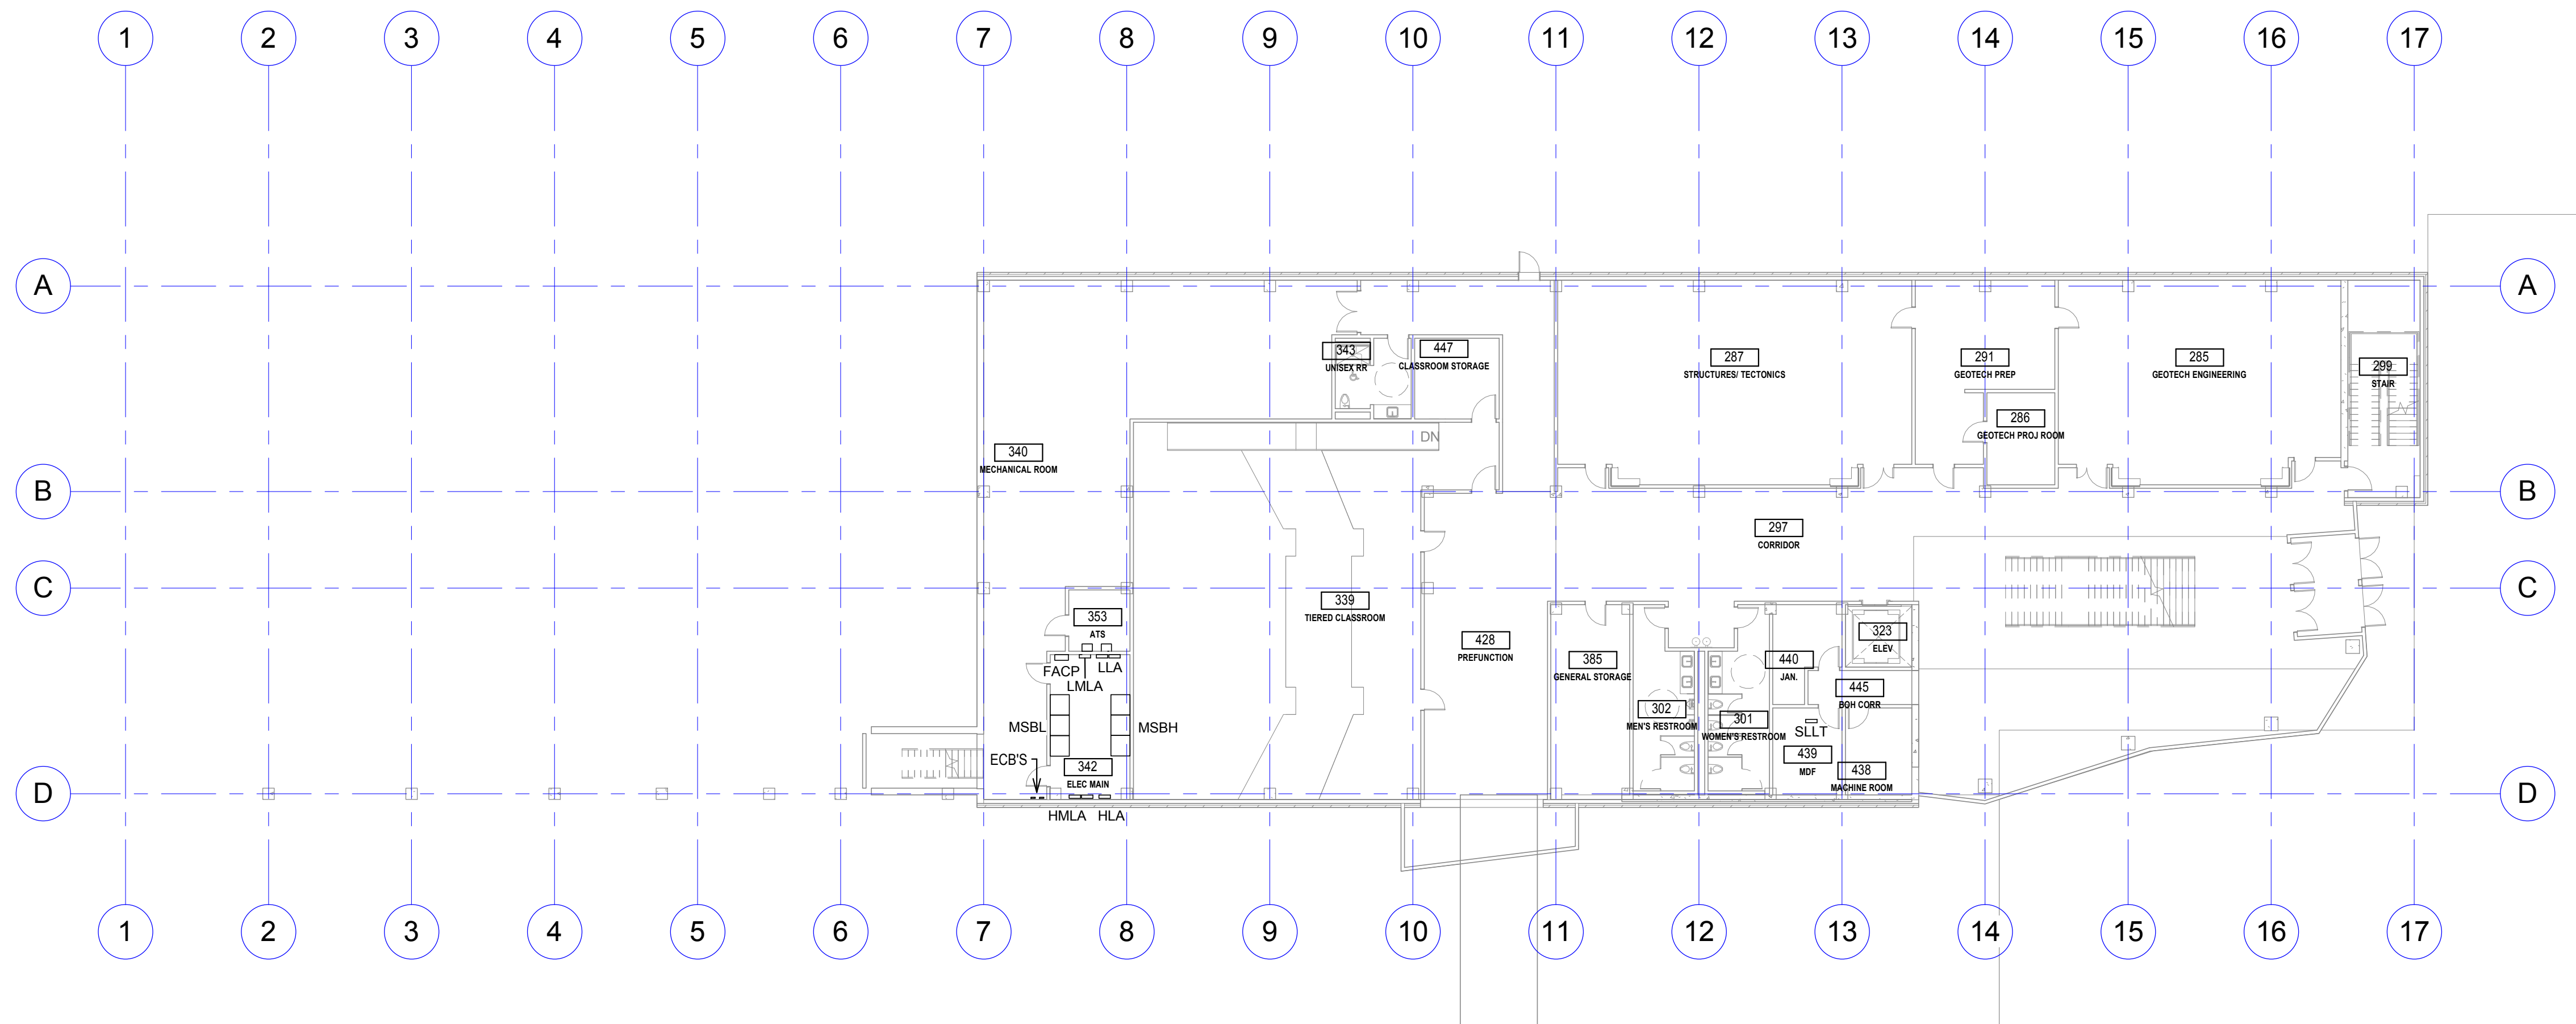 1 2 3 4 5 6 7 8 9 10 11 12 13 14 15 16 17
A A
343
UNISEX RR
447
CLASSROOM STORAGE
287
STRUCTURES/ TECTONICS
291
GEOTECH PREP
285
GEOTECH ENGINEERING
299
STAIR
286
GEOTECH PROJ ROOM
DN
340
MECHANICAL ROOM
B B
297
CORRIDOR
C C
353
ATS
339
TIERED CLASSROOM
428
PREFUNCTION
385
GENERAL STORAGE
323
ELEV
440
JAN.
445
BOH CORR
FACP
LLA
LMLA
MSBL
MSBH
302
MEN'S RESTROOM
301
WOMEN'S RESTROOM
SLLT
439
MDF
438
MACHINE ROOM
ECB'S
342
ELEC MAIN
D D
HMLA
HLA
1 2 3 4 5 6 7 8 9 10 11 12 13 14 15 16 17